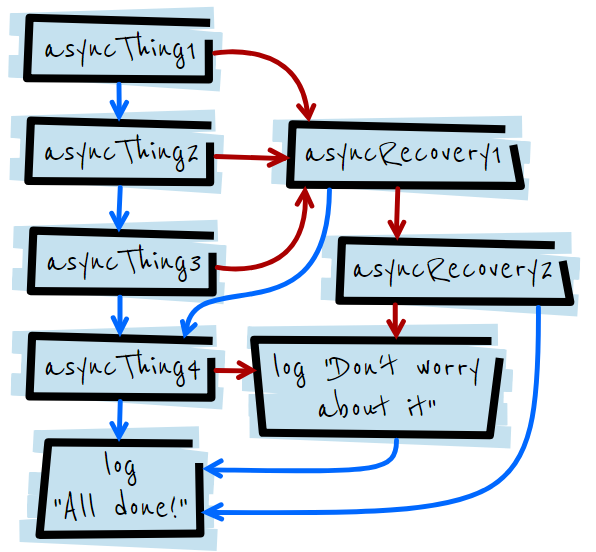 asyncThing1
asyncThing2
asyncRecovery1
asyncThing3
asyncRecovery2
asyncThing4
log "Don't worry
about it"
log
"All done!"